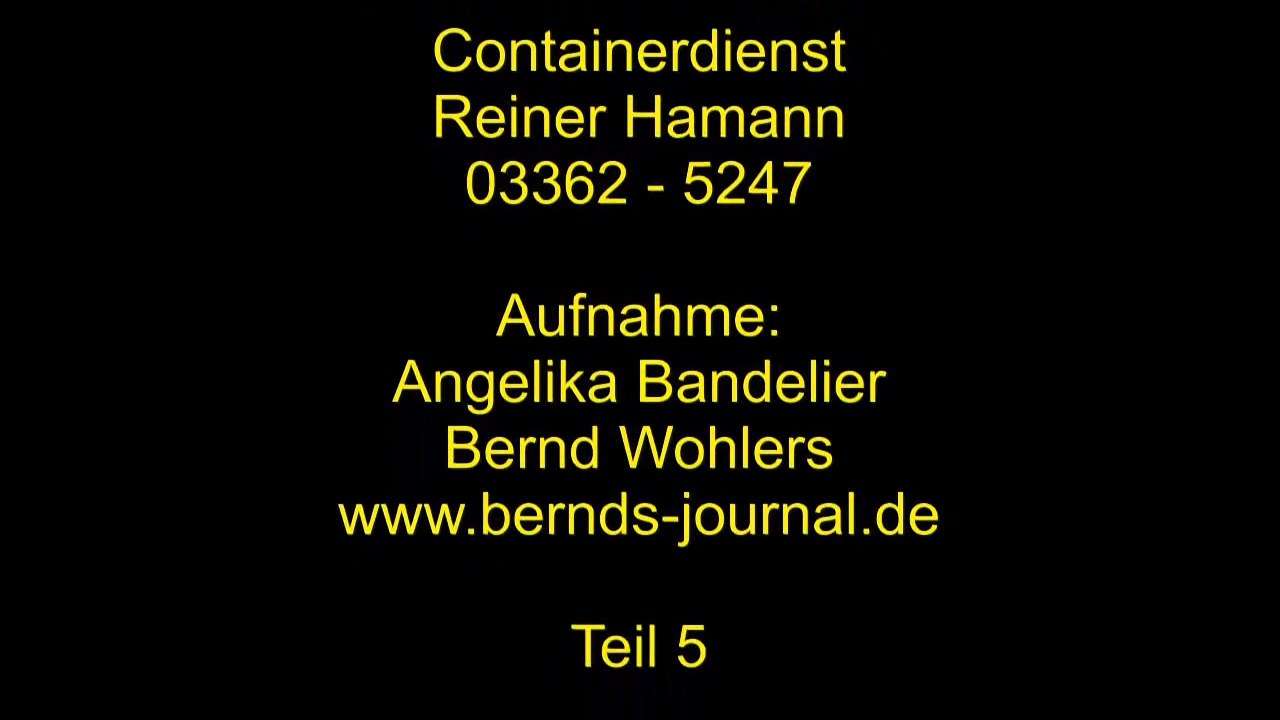 Containerdienst
Reiner Hamann
03362 - 5247
Aufnahme:
Angelika Bandelier
Bernd Wohlers
www.bernds-journal.de
Teil 5